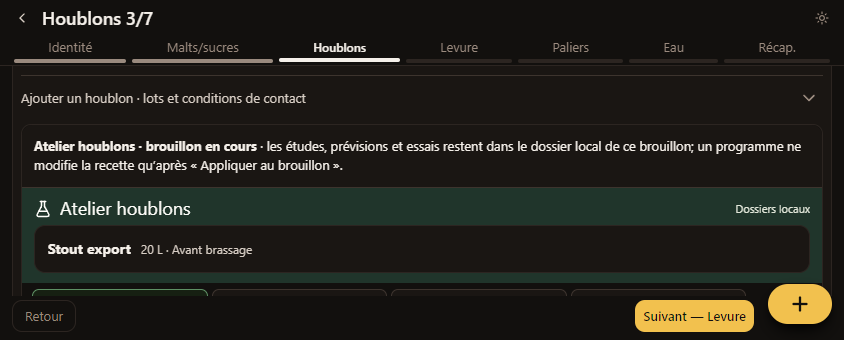 Houblons 3/7
Identité
Malts/sucres
Houblons
Levure
Paliers
Eau
Récap.
Ajouter un houblon · lots et conditions de contact
Atelier houblons · brouillon en cours · les études, prévisions et essais restent dans le dossier local de ce brouillon; un programme ne
modifie la recette qu’après « Appliquer au brouillon ».
Atelier houblons
Dossiers locaux
Stout export 20 L · Avant brassage
Retour
Suivant — Levure
+